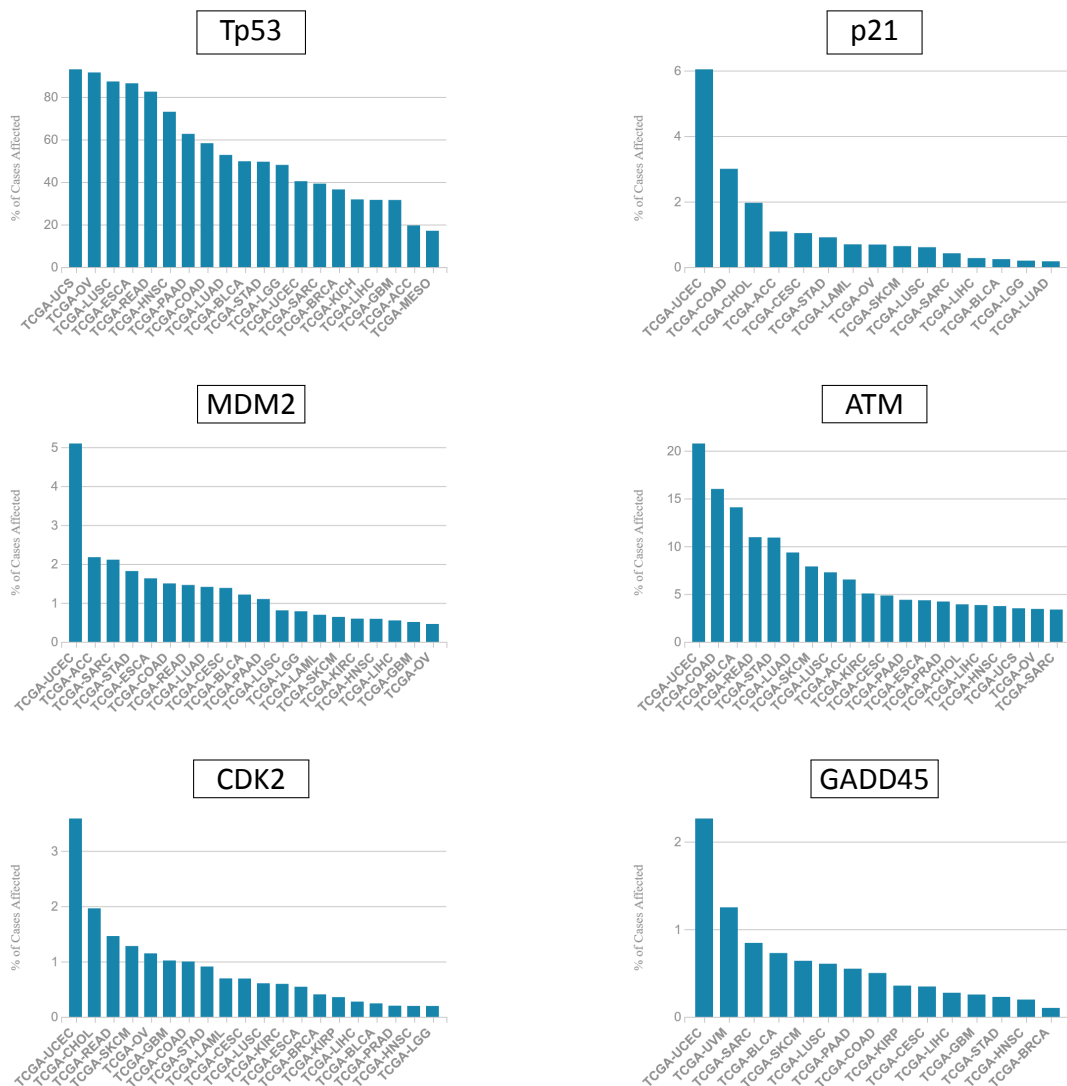 Tp53
% of Cases Affected
80
60
40
20
0
TCGA-UCS
TCGA-OV
TCGA-LUSC
TCGA-ESCA
TCGA-READ
TCGA-HNSC
TCGA-PAAD
TCGA-COAD
TCGA-LUAD
TCGA-BLCA
TCGA-STAD
TCGA-LGG
TCGA-UCEC
TCGA-SARC
TCGA-BRCA
TCGA-KICH
TCGA-LIHC
TCGA-GBM
TCGA-ACC
TCGA-MESO
p21
% of Cases Affected
6
4
2
0
TCGA-UCEC
TCGA-COAD
TCGA-CHOL
TCGA-ACC
TCGA-CESC
TCGA-STAD
TCGA-LAML
TCGA-OV
TCGA-SKCM
TCGA-LUSC
TCGA-SARC
TCGA-LIHC
TCGA-BLCA
TCGA-LGG
TCGA-LUAD
MDM2
% of Cases Affected
5
4
3
2
1
0
TCGA-UCEC
TCGA-ACC
TCGA-SARC
TCGA-STAD
TCGA-ESCA
TCGA-COAD
TCGA-READ
TCGA-LUAD
TCGA-CESC
TCGA-BLCA
TCGA-PAAD
TCGA-LUSC
TCGA-LGG
TCGA-LAML
TCGA-SKCM
TCGA-KIRC
TCGA-HNSC
TCGA-LIHC
TCGA-GBM
TCGA-OV
ATM
% of Cases Affected
20
15
10
5
0
TCGA-UCEC
TCGA-COAD
TCGA-BLCA
TCGA-READ
TCGA-STAD
TCGA-LUAD
TCGA-SKCM
TCGA-LUSC
TCGA-ACC
TCGA-KIRC
TCGA-CESC
TCGA-PAAD
TCGA-ESCA
TCGA-PRAD
TCGA-CHOL
TCGA-LIHC
TCGA-HNSC
TCGA-UCS
TCGA-OV
TCGA-SARC
CDK2
% of Cases Affected
3
2
1
0
TCGA-UCEC
TCGA-CHOL
TCGA-READ
TCGA-SKCM
TCGA-OV
TCGA-GBM
TCGA-COAD
TCGA-STAD
TCGA-LAML
TCGA-CESC
TCGA-LUSC
TCGA-KIRC
TCGA-ESCA
TCGA-BRCA
TCGA-KIRP
TCGA-LIHC
TCGA-BLCA
TCGA-PRAD
TCGA-HNSC
TCGA-LGG
GADD45
% of Cases Affected
2
1
0
TCGA-UCEC
TCGA-UVM
TCGA-SARC
TCGA-BLCA
TCGA-SKCM
TCGA-LUSC
TCGA-PAAD
TCGA-COAD
TCGA-KIRP
TCGA-CESC
TCGA-LIHC
TCGA-GBM
TCGA-STAD
TCGA-HNSC
TCGA-BRCA